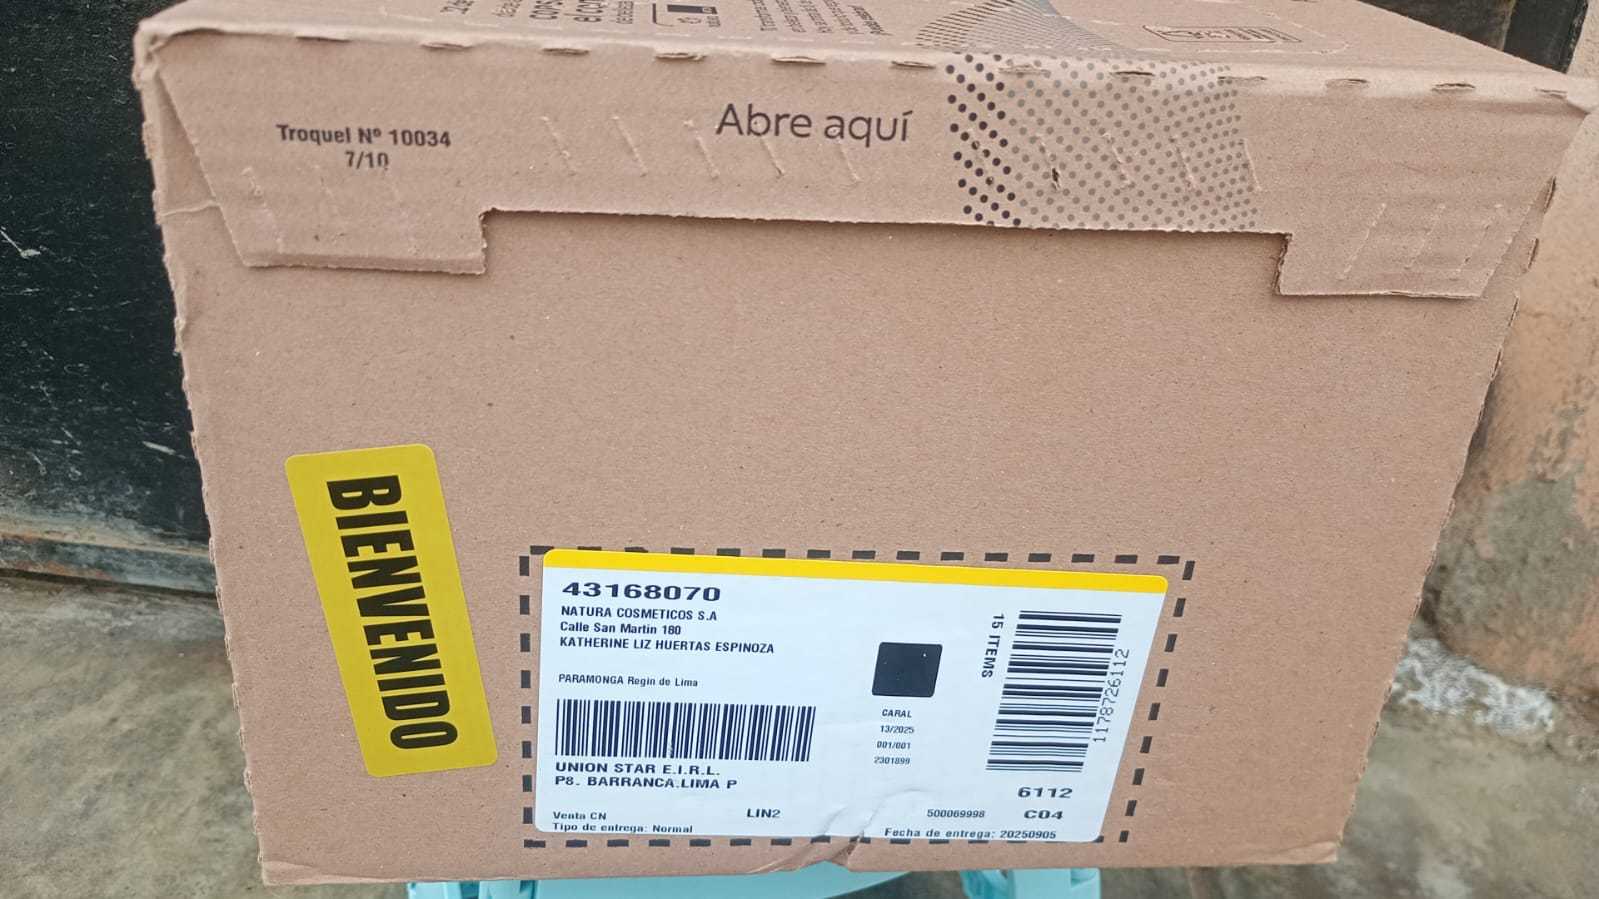 Abre aquí
Troquel Nº 10034
7/10
BIENVENIDO
43168070
NATURA COSMETICOS S.A
Calle San Martin 180
KATHERINE LIZ HUERTAS ESPINOZA
PARAMONGA Regin de Lima
UNION STAR E.I.R.L.
P8. BARRANCA.LIMA P
Venta CN
LIN2
Tipo de entrega: Normal
CARAL
13/2025
001/001
2301899
15 ITEMS
1178726112
6112
500069998
C04
Fecha de entrega: 20250905